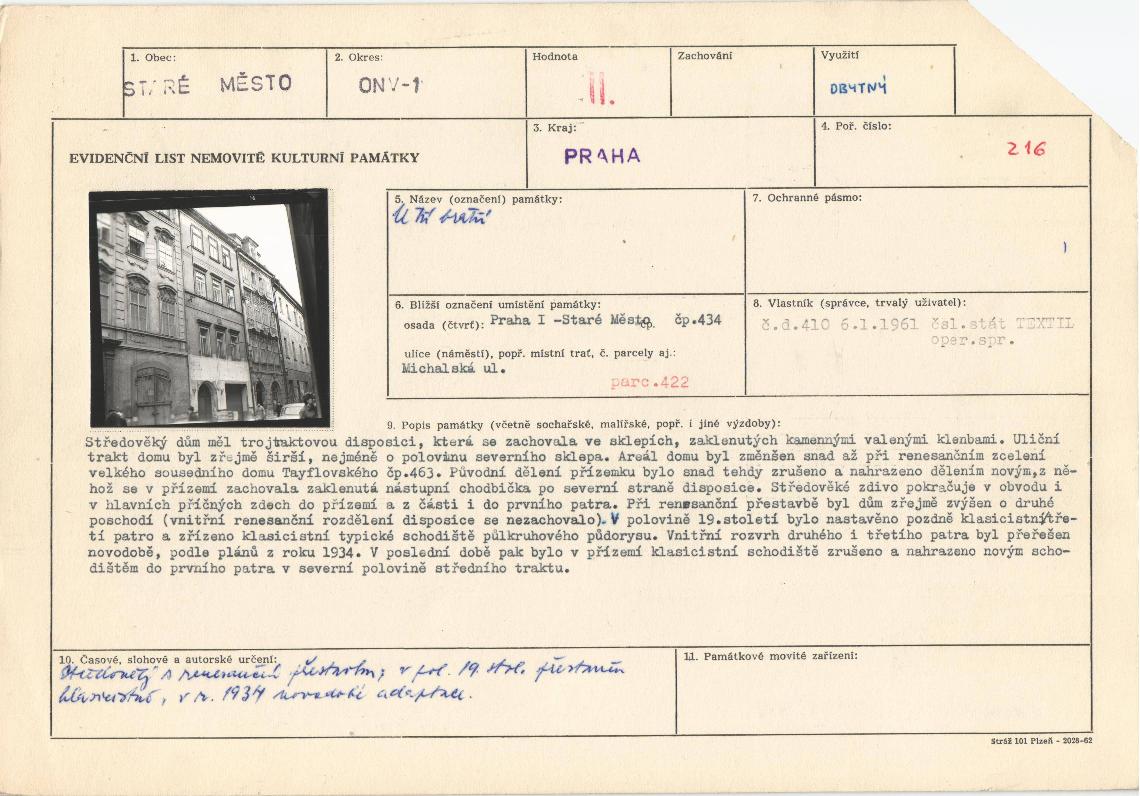 1. Obec:
STARÉ MĚSTO
2. Okres:
ONV-1
Hodnota
II.
Zachování
Využití
OBYTNÝ
EVIDENČNÍ LIST NEMOVITÉ KULTURNÍ PAMÁTKY
3. Kraj:
PRAHA
4. Poř. číslo:
216
5. Název (označení) památky:
U tří bratří
7. Ochranné pásmo:
6. Bližší označení umístění památky:
osada (čtvrť): Praha I -Staré Město čp. čp.434
ulice (náměstí), popř. místní trať, č. parcely aj.:
Michalská ul.
parc.422
8. Vlastník (správce, trvalý uživatel):
č.d.410 6.1.1961 čsl.stát TEXTIL
oper.spr.
9. Popis památky (včetně sochařské, malířské, popř. i jiné výzdoby):
Středověký dům měl trojtraktovou disposici, která se zachovala ve sklepích, zaklenutých kamennými valenými klenbami. Uliční
trakt domu byl zřejmě širší, nejméně o polovinu severního sklepa. Areál domu byl změnšen snad až při renesančním zcelení
velkého sousedního domu Tayflovského čp.463. Původní dělení přízemku bylo snad tehdy zrušeno a nahrazeno dělením novým,z ně-
hož se v přízemí zachovala zaklenutá nástupní chodbička po severní straně disposice. Středověké zdivo pokračuje v obvodu i
v hlavních příčných zdech do přízemí a z části i do prvního patra. Při renesanční přestavbě byl dům zřejmě zvýšen o druhé
poschodí (vnitřní renesanční rozdělení disposice se nezachovalo). V polovině 19.století bylo nastavěno pozdně klasicistní tře-
tí patro a zřízeno klasicistní typické schodiště půlkruhového půdorysu. Vnitřní rozvrh druhého i třetího patra byl přeřešen
novodobě, podle plánů z roku 1934. V poslední době pak bylo v přízemí klasicistní schodiště zrušeno a nahrazeno novým scho-
dištěm do prvního patra v severní polovině středního traktu.
10. Časové, slohové a autorské určení:
Středověký s renesanční přestavbou; v pol. 19. stol. přestavěn
klasicistně, v r. 1934 novodobé adaptace.
11. Památkové movité zařízení:
Stráž 101 Plzeň - 2028-62